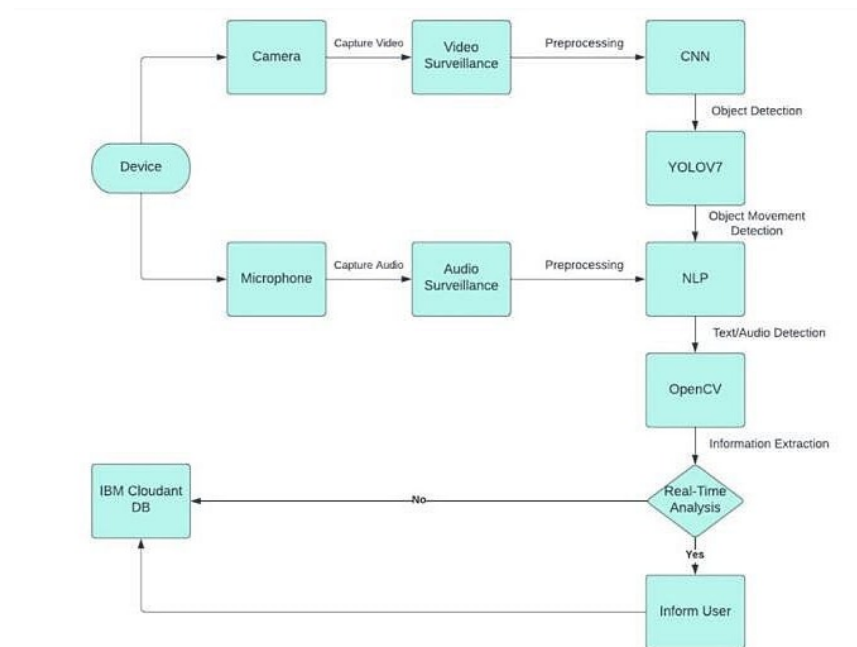 Camera
Capture Video
Video
Surveillance
Preprocessing
CNN
Object Detection
Device
YOLOV7
Object Movement
Detection
Microphone
Capture Audio
Audio
Surveillance
Preprocessing
NLP
Text/Audio Detection
OpenCV
Information Extraction
IBM Cloudant
DB
No
Real-Time
Analysis
Yes
Inform User